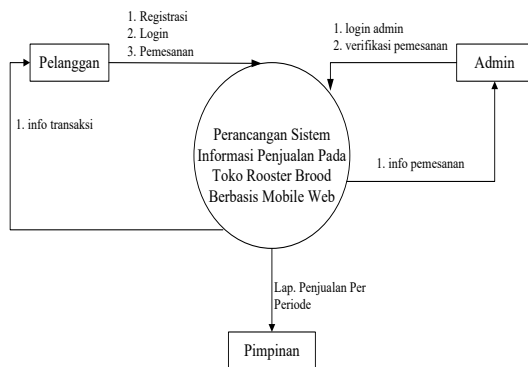 1. Registrasi
2. Login
3. Pemesanan
1. login admin
2. verifikasi pemesanan
Pelanggan
Admin
1. info transaksi
Perancangan Sistem
Informasi Penjualan Pada
Toko Rooster Brood
Berbasis Mobile Web
1. info pemesanan
Lap. Penjualan Per
Periode
Pimpinan